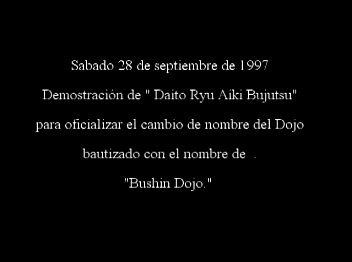 Sabado 28 de septiembre de 1997
Demostración de " Daito Ryu Aiki Bujutsu"
para oficializar el cambio de nombre del Dojo
bautizado con el nombre de .
"Bushin Dojo."